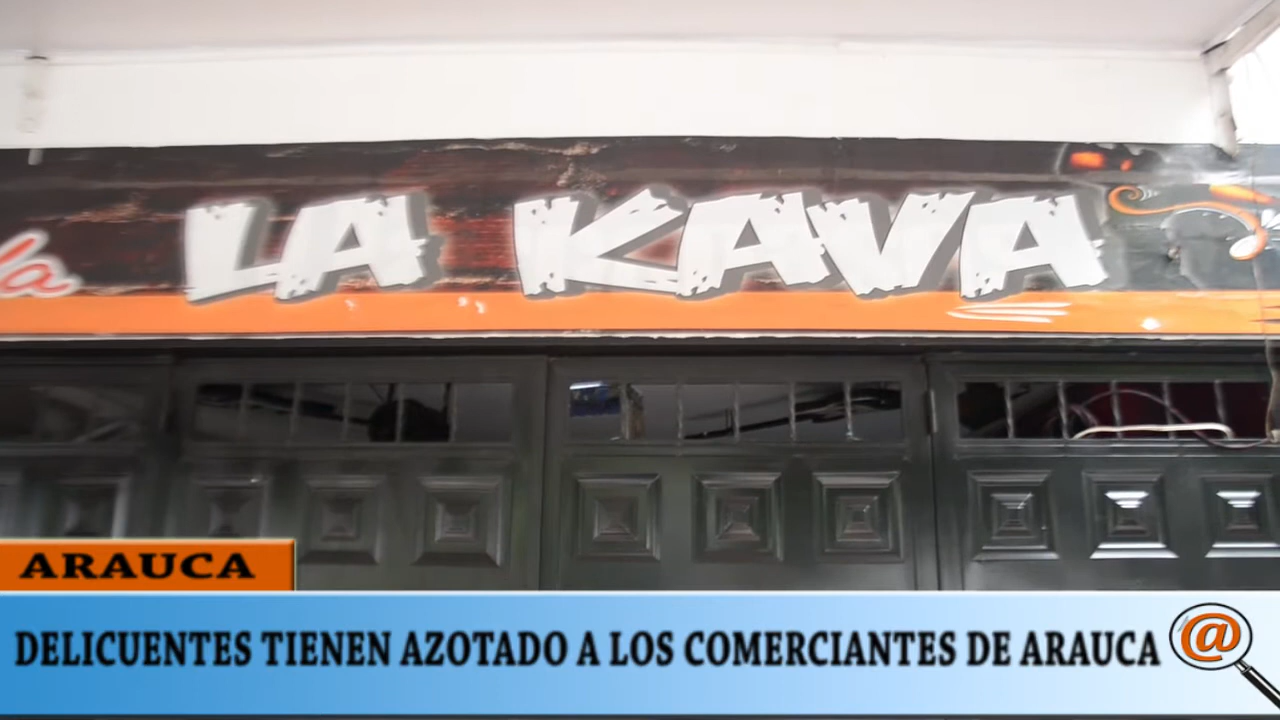 la LA KAVA
ARAUCA
DELICUENTES TIENEN AZOTADO A LOS COMERCIANTES DE ARAUCA
@